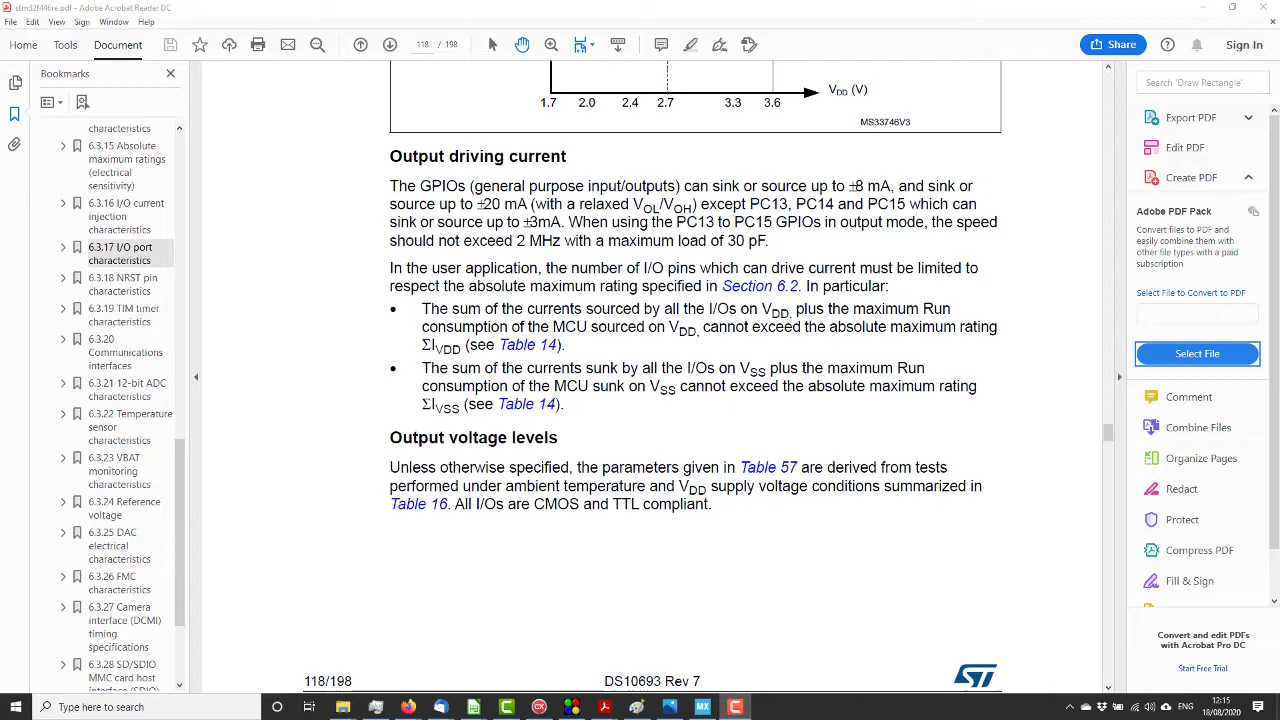 stm32f446re.pdf - Adobe Acrobat Reader DC
File Edit View Sign Window Help
Home Tools Document 118 / 198 Share Sign In
Bookmarks
characteristics
6.3.15 Absolute
maximum ratings
(electrical
sensitivity)
6.3.16 I/O current
injection
characteristics
6.3.17 I/O port
characteristics
6.3.18 NRST pin
characteristics
6.3.19 TIM timer
characteristics
6.3.20
Communications
interfaces
6.3.21 12-bit ADC
characteristics
6.3.22 Temperature
sensor
characteristics
6.3.23 VBAT
monitoring
characteristics
6.3.24 Reference
voltage
6.3.25 DAC
electrical
characteristics
6.3.26 FMC
characteristics
6.3.27 Camera
interface (DCMI)
timing
specifications
6.3.28 SD/SDIO
MMC card host
interface (SDIO)
VDD (V)
1.7 2.0 2.4 2.7 3.3 3.6
MS33746V3
Output driving current
The GPIOs (general purpose input/outputs) can sink or source up to ±8 mA, and sink or
source up to ±20 mA (with a relaxed VOL/VOH) except PC13, PC14 and PC15 which can
sink or source up to ±3mA. When using the PC13 to PC15 GPIOs in output mode, the speed
should not exceed 2 MHz with a maximum load of 30 pF.
In the user application, the number of I/O pins which can drive current must be limited to
respect the absolute maximum rating specified in Section 6.2. In particular:
• The sum of the currents sourced by all the I/Os on VDD, plus the maximum Run
consumption of the MCU sourced on VDD, cannot exceed the absolute maximum rating
ΣIVDD (see Table 14).
• The sum of the currents sunk by all the I/Os on VSS plus the maximum Run
consumption of the MCU sunk on VSS cannot exceed the absolute maximum rating
ΣIVSS (see Table 14).
Output voltage levels
Unless otherwise specified, the parameters given in Table 57 are derived from tests
performed under ambient temperature and VDD supply voltage conditions summarized in
Table 16. All I/Os are CMOS and TTL compliant.
118/198 DS10693 Rev 7
ST
Search 'Draw Rectangle'
Export PDF
Edit PDF
Create PDF
Adobe PDF Pack
Convert files to PDF and
easily combine them with
other file types with a paid
subscription
Select File to Convert to PDF
Select File
Comment
Combine Files
Organize Pages
Redact
Protect
Compress PDF
Fill & Sign
Convert and edit PDFs
with Acrobat Pro DC
Start Free Trial
Type here to search
MX
ENG
12:15
18/08/2020